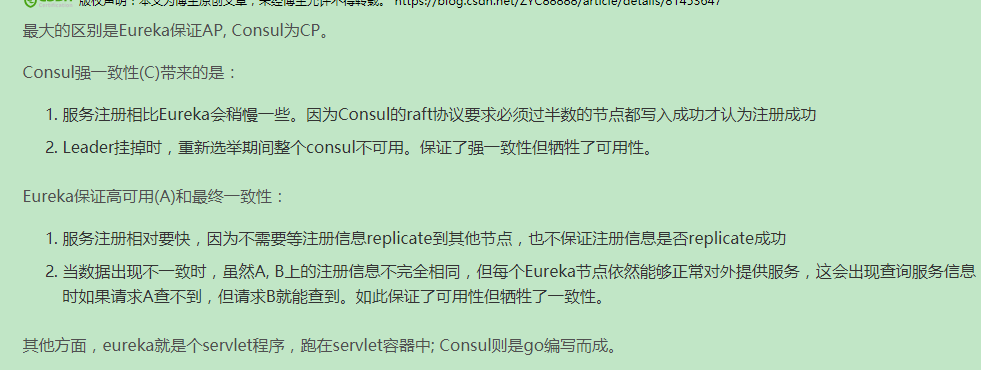 版权声明：本文为博主原创文章，未经博主允许不得转载。 https://blog.csdn.net/ZYC88888/article/details/81453647
最大的区别是Eureka保证AP, Consul为CP。
Consul强一致性(C)带来的是：
1. 服务注册相比Eureka会稍慢一些。因为Consul的raft协议要求必须过半数的节点都写入成功才认为注册成功
2. Leader挂掉时，重新选举期间整个consul不可用。保证了强一致性但牺牲了可用性。
Eureka保证高可用(A)和最终一致性：
1. 服务注册相对要快，因为不需要等注册信息replicate到其他节点，也不保证注册信息是否replicate成功
2. 当数据出现不一致时，虽然A, B上的注册信息不完全相同，但每个Eureka节点依然能够正常对外提供服务，这会出现查询服务信息
时如果请求A查不到，但请求B就能查到。如此保证了可用性但牺牲了一致性。
其他方面，eureka就是个servlet程序，跑在servlet容器中; Consul则是go编写而成。